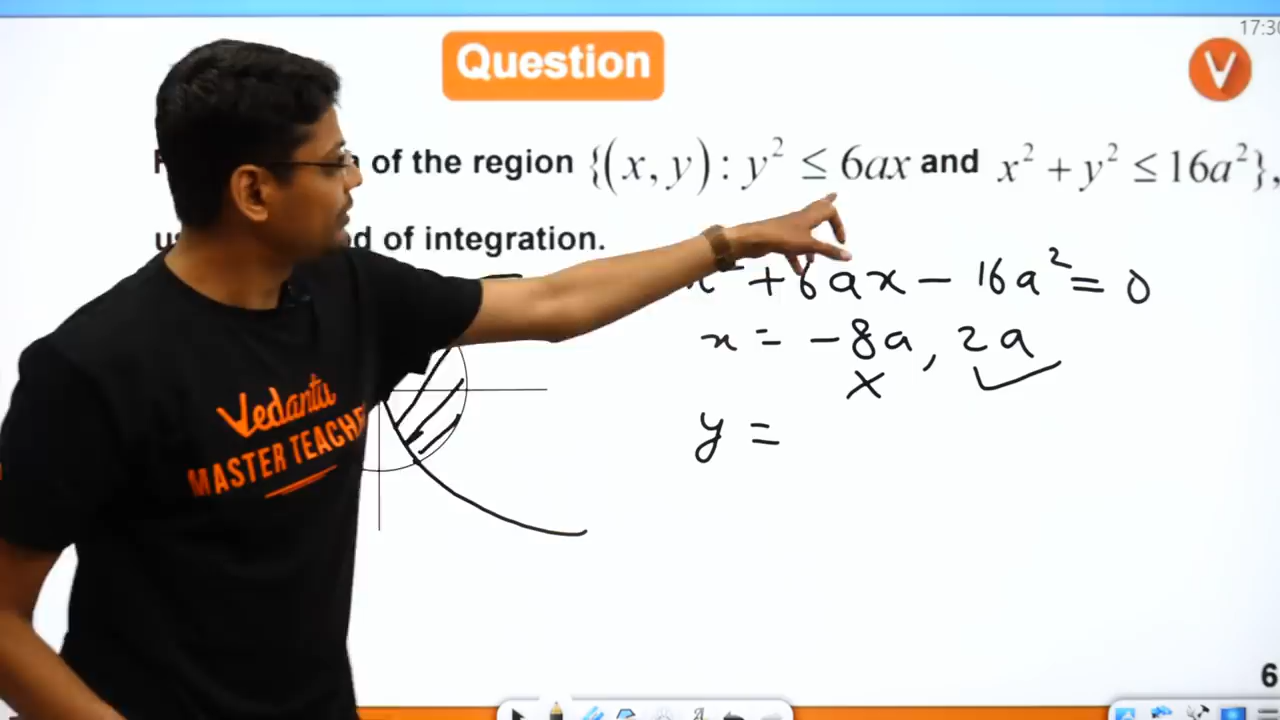 17:30
Question
of the region {(x, y) : y² ≤ 6ax and x² + y² ≤ 16a²},
of integration.
x² + 6ax - 16a² = 0
x = -8a, 2a
y =
Vedantu
MASTER TEACHE
6